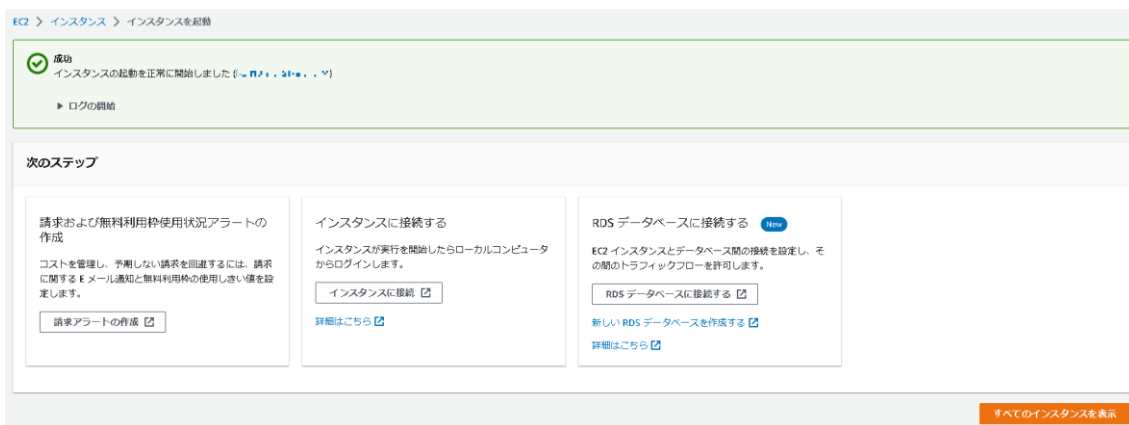 EC2 > インスタンス > インスタンスを起動
成功
インスタンスの起動を正常に開始しました
▶ ログの開始
次のステップ
請求および無料利用枠使用状況アラートの
作成
コストを管理し、予期しない請求を回避するには、請求
に関する E メール通知と無料利用枠の使用しきい値を設
定します。
請求アラートの作成
インスタンスに接続する
インスタンスが実行を開始したらローカルコンピュータ
からログインします。
インスタンスに接続
詳細はこちら
RDS データベースに接続する New
EC2 インスタンスとデータベース間の接続を設定し、そ
の間のトラフィックフローを許可します。
RDS データベースに接続する
新しい RDS データベースを作成する
詳細はこちら
すべてのインスタンスを表示